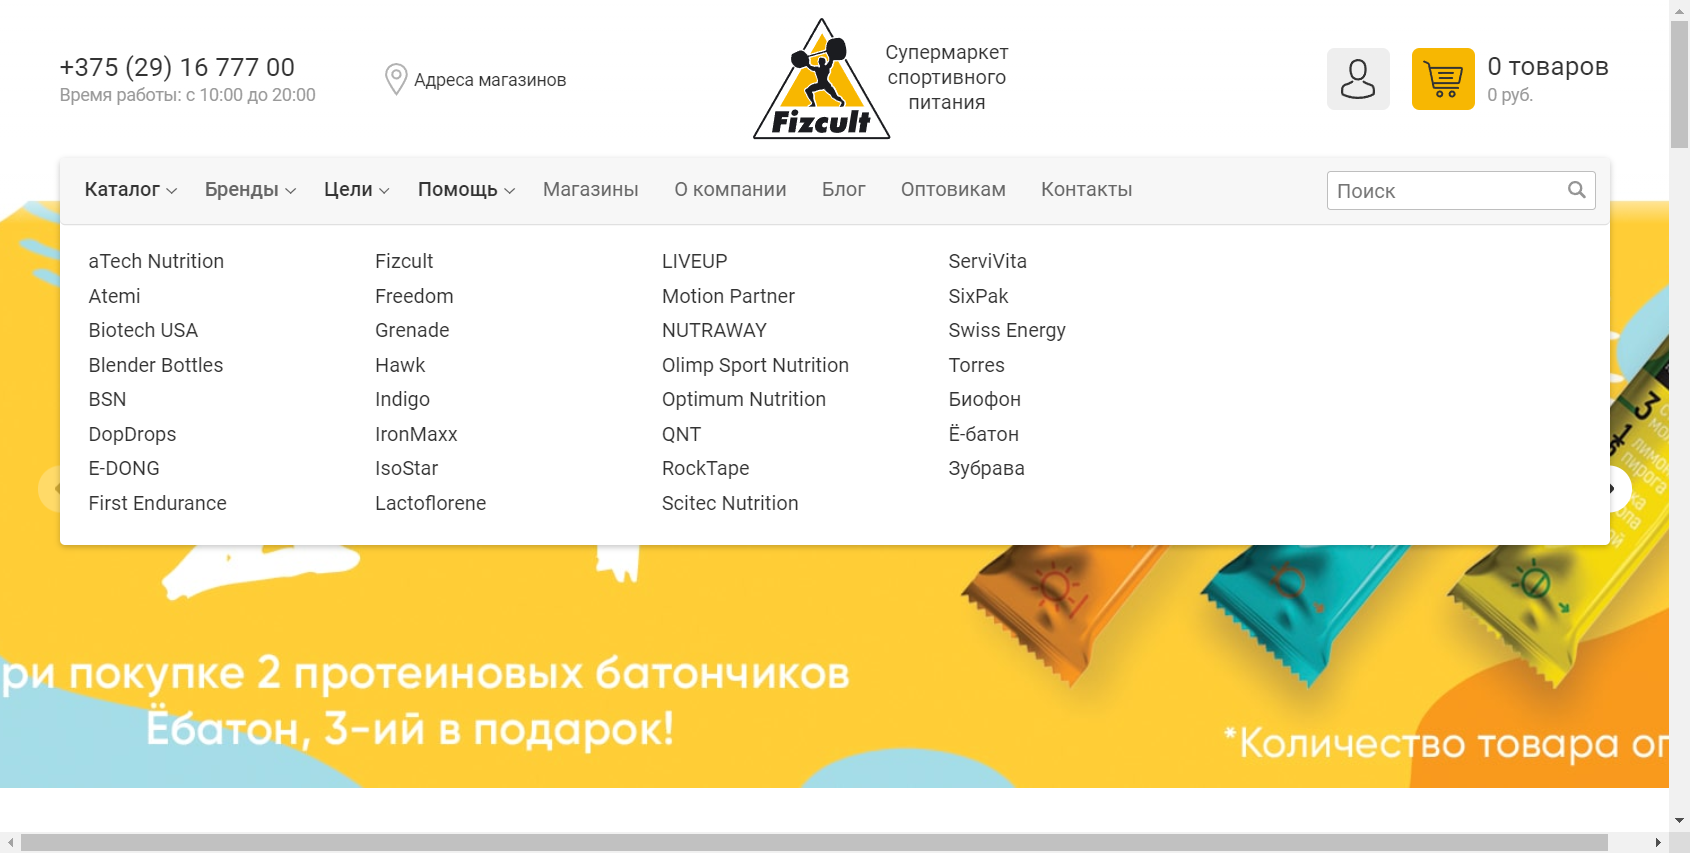 +375 (29) 16 777 00
Время работы: с 10:00 до 20:00
Адреса магазинов
Fizcult
Супермаркет
спортивного
питания
0 товаров
0 руб.
Каталог
Бренды
Цели
Помощь
Магазины
О компании
Блог
Оптовикам
Контакты
Поиск
aTech Nutrition
Atemi
Biotech USA
Blender Bottles
BSN
DopDrops
E-DONG
First Endurance
Fizcult
Freedom
Grenade
Hawk
Indigo
IronMaxx
IsoStar
Lactoflorene
LIVEUP
Motion Partner
NUTRAWAY
Olimp Sport Nutrition
Optimum Nutrition
QNT
RockTape
Scitec Nutrition
ServiVita
SixPak
Swiss Energy
Torres
Биофон
Ё-батон
Зубрава
ри покупке 2 протеиновых батончиков
Ёбатон, 3-ий в подарок!
*Количество товара ог